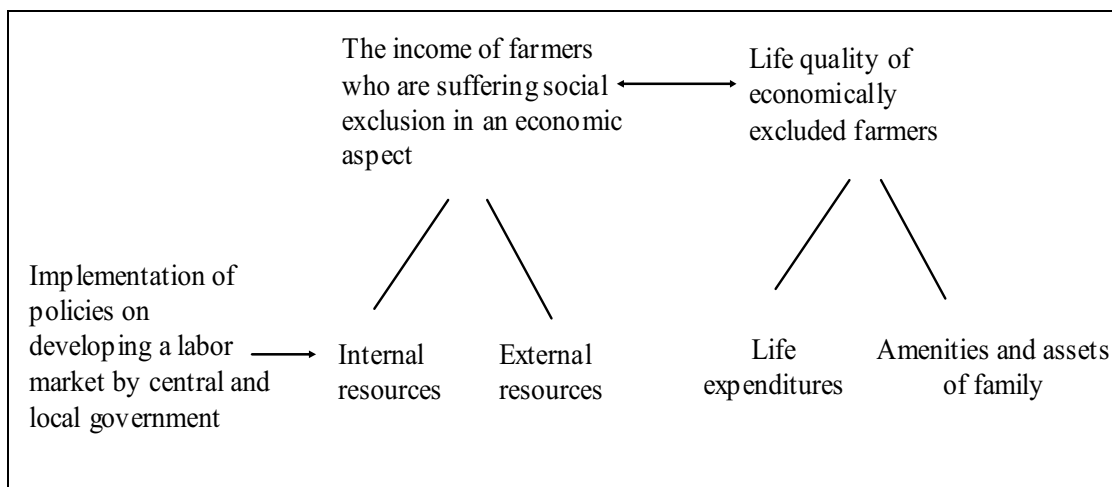 The income of farmers
who are suffering social
exclusion in an economic
aspect
Life quality of
economically
excluded farmers
Implementation of
policies on
developing a labor
market by central and
local government
Internal
resources
External
resources
Life
expenditures
Amenities and assets
of family